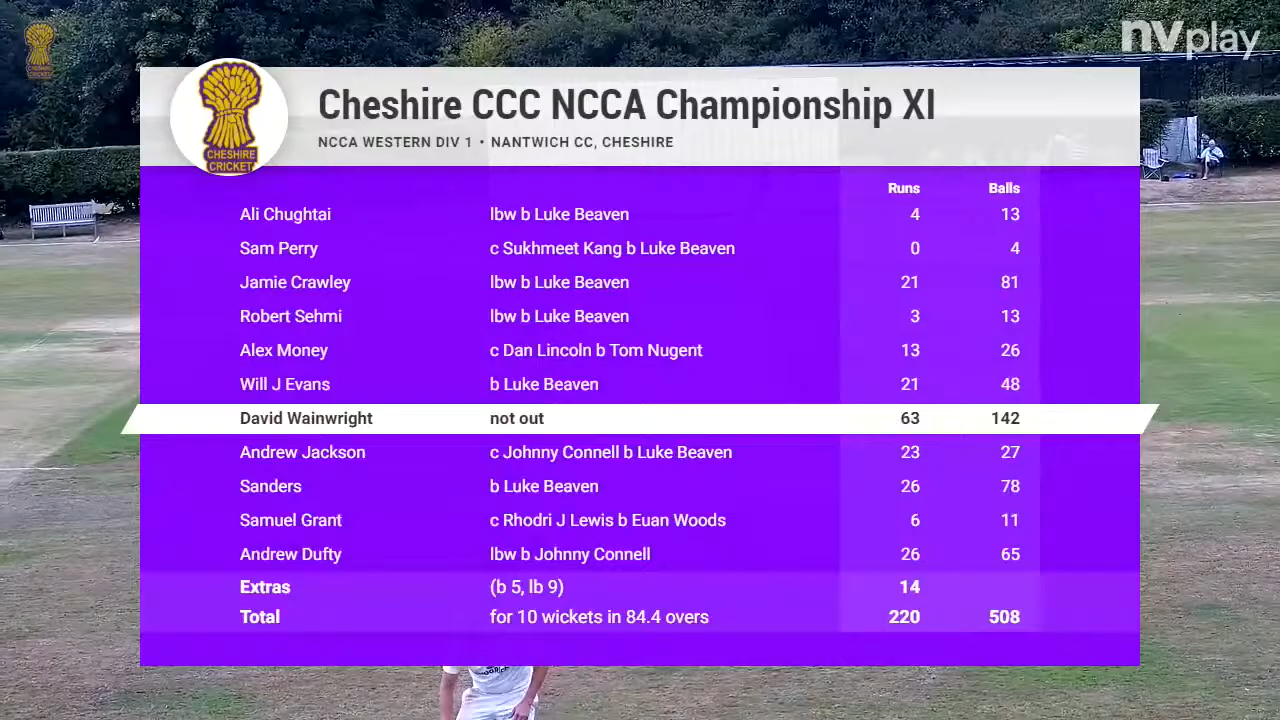 nvplay
CHESHIRE
CRICKET
Cheshire CCC NCCA Championship XI
NCCA WESTERN DIV 1 • NANTWICH CC, CHESHIRE
CHESHIRE
CRICKET
Runs Balls
Ali Chughtai lbw b Luke Beaven 4 13
Sam Perry c Sukhmeet Kang b Luke Beaven 0 4
Jamie Crawley lbw b Luke Beaven 21 81
Robert Sehmi lbw b Luke Beaven 3 13
Alex Money c Dan Lincoln b Tom Nugent 13 26
Will J Evans b Luke Beaven 21 48
David Wainwright not out 63 142
Andrew Jackson c Johnny Connell b Luke Beaven 23 27
Sanders b Luke Beaven 26 78
Samuel Grant c Rhodri J Lewis b Euan Woods 6 11
Andrew Dufty lbw b Johnny Connell 26 65
Extras (b 5, lb 9) 14
Total for 10 wickets in 84.4 overs 220 508